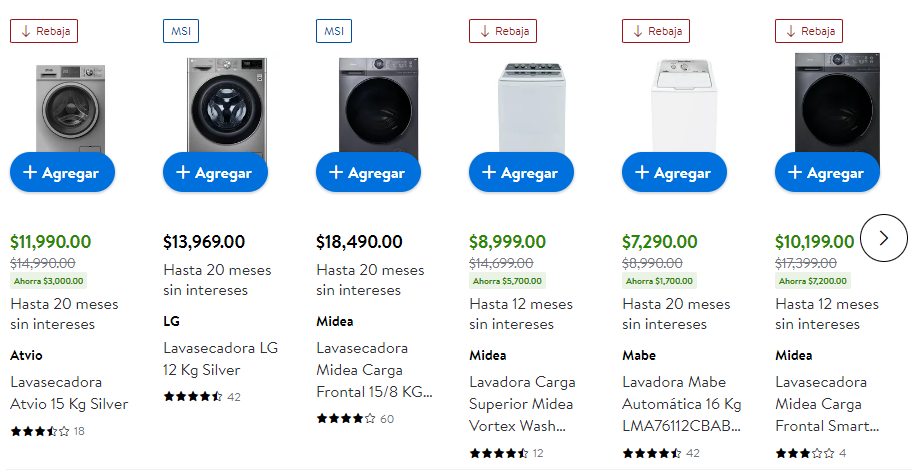 Rebaja
+ Agregar
$11,990.00
$14,990.00
Ahorra $3,000.00
Hasta 20 meses
sin intereses
Atvio
Lavasecadora
Atvio 15 Kg Silver
18
MSI
+ Agregar
$13,969.00
Hasta 20 meses
sin intereses
LG
Lavasecadora LG
12 Kg Silver
42
MSI
+ Agregar
$18,490.00
Hasta 20 meses
sin intereses
Midea
Lavasecadora
Midea Carga
Frontal 15/8 KG...
60
Rebaja
+ Agregar
$8,999.00
$14,699.00
Ahorra $5,700.00
Hasta 12 meses
sin intereses
Midea
Lavadora Carga
Superior Midea
Vortex Wash...
12
Rebaja
+ Agregar
$7,290.00
$8,990.00
Ahorra $1,700.00
Hasta 20 meses
sin intereses
Mabe
Lavadora Mabe
Automática 16 Kg
LMA76112CBAB...
42
Rebaja
+ Agregar
$10,199.00
$17,399.00
Ahorra $7,200.00
Hasta 12 meses
sin intereses
Midea
Lavasecadora
Midea Carga
Frontal Smart...
4